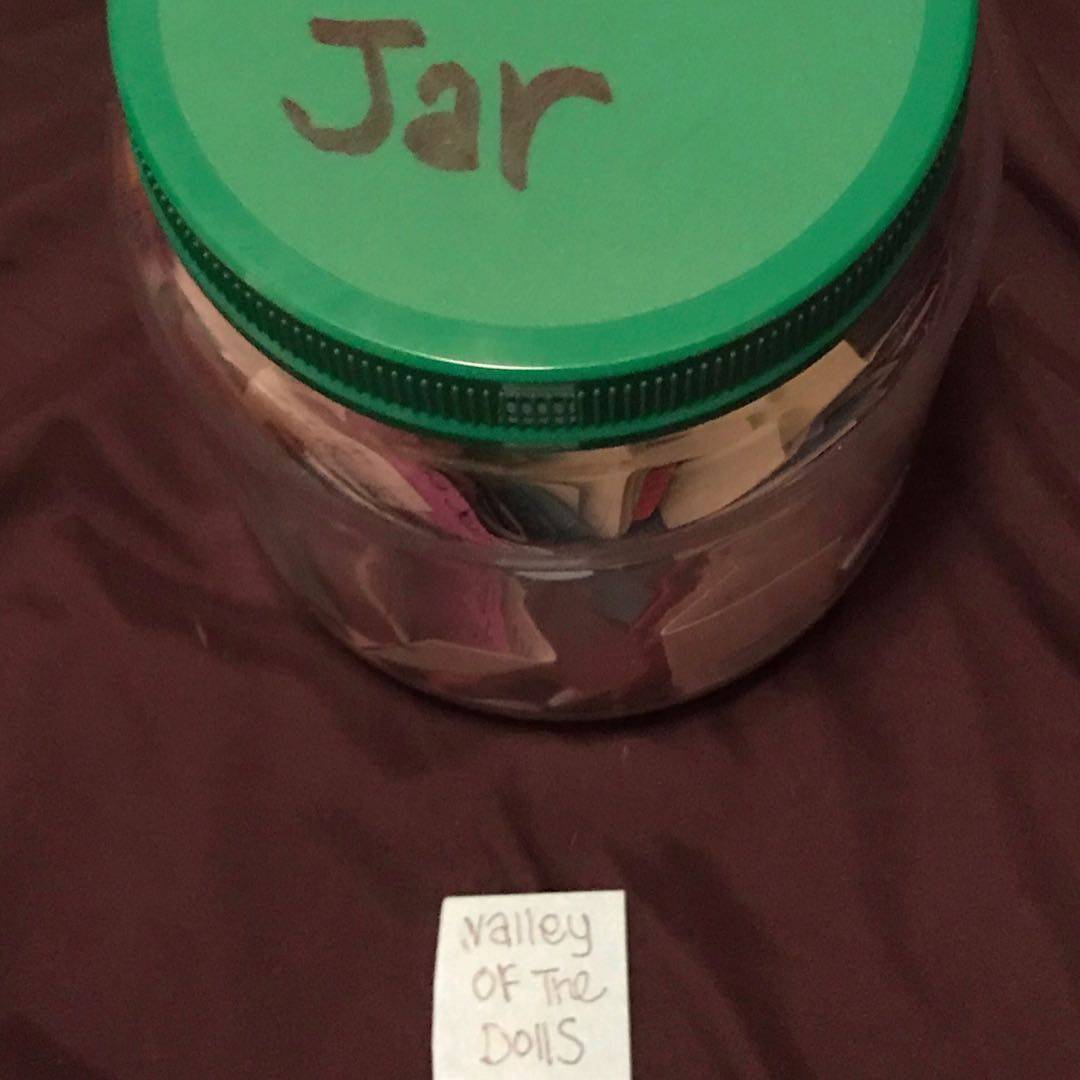 Jar
valley
OF The
DollS